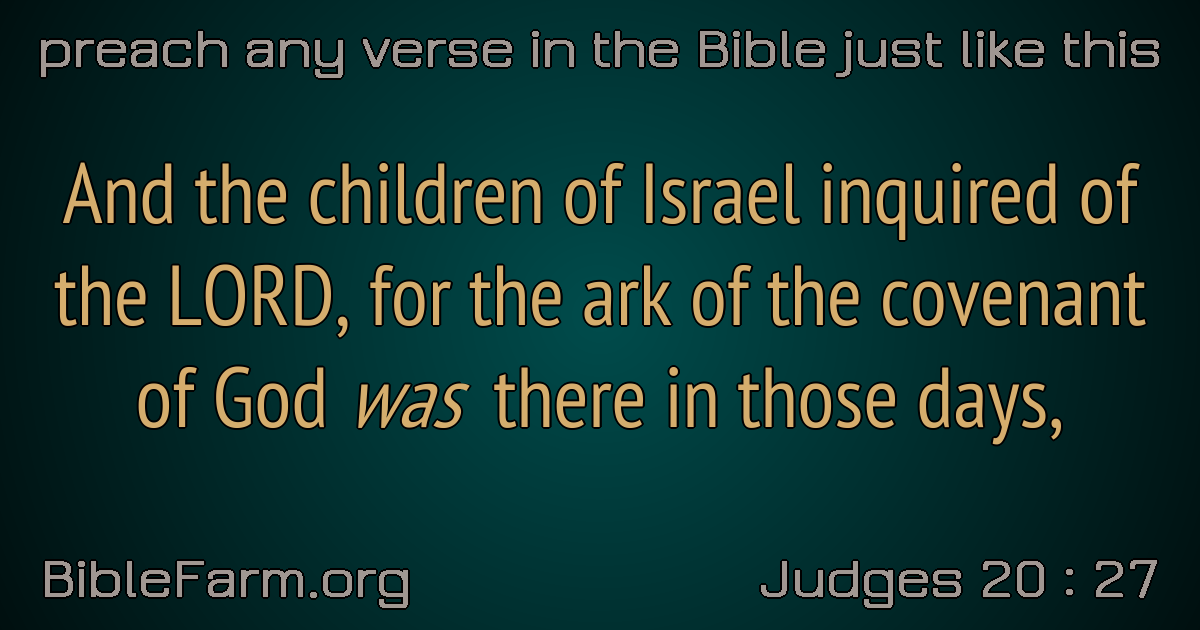 preach any verse in the Bible just like this
And the children of Israel inquired of
the LORD, for the ark of the covenant
of God was there in those days,
BibleFarm.org
Judges 20 : 27